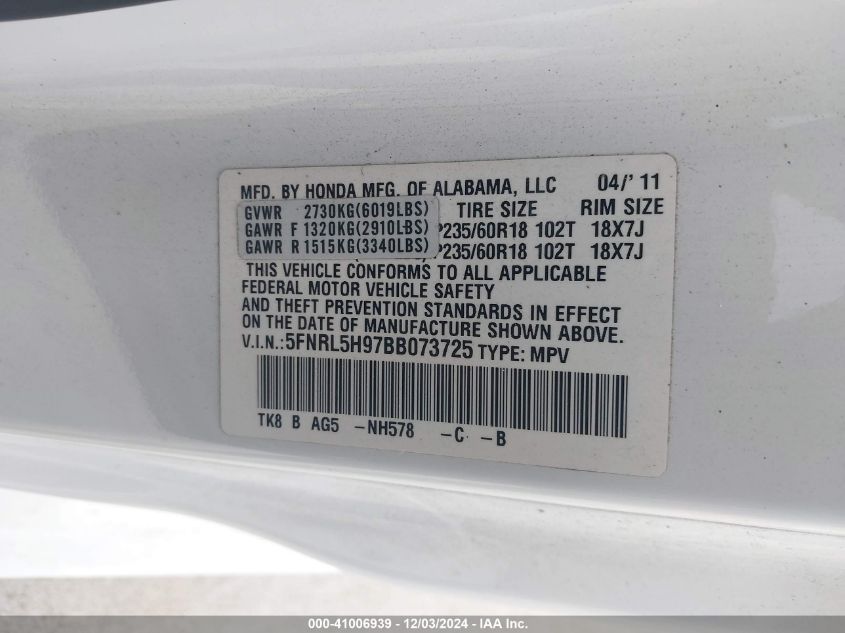 MFD. BY HONDA MFG. OF ALABAMA, LLC 04/'11
GVWR 2730KG(6019LBS) TIRE SIZE RIM SIZE
GAWR F 1320KG(2910LBS) P235/60R18 102T 18X7J
GAWR R 1515KG(3340LBS) P235/60R18 102T 18X7J
THIS VEHICLE CONFORMS TO ALL APPLICABLE
FEDERAL MOTOR VEHICLE SAFETY
AND THEFT PREVENTION STANDARDS IN EFFECT
ON THE DATE OF MANUFACTURE SHOWN ABOVE.
V.I.N.:5FNRL5H97BB073725 TYPE: MPV
TK8 B AG5 -NH578 -C -B
000-41006939 - 12/03/2024 - IAA Inc.